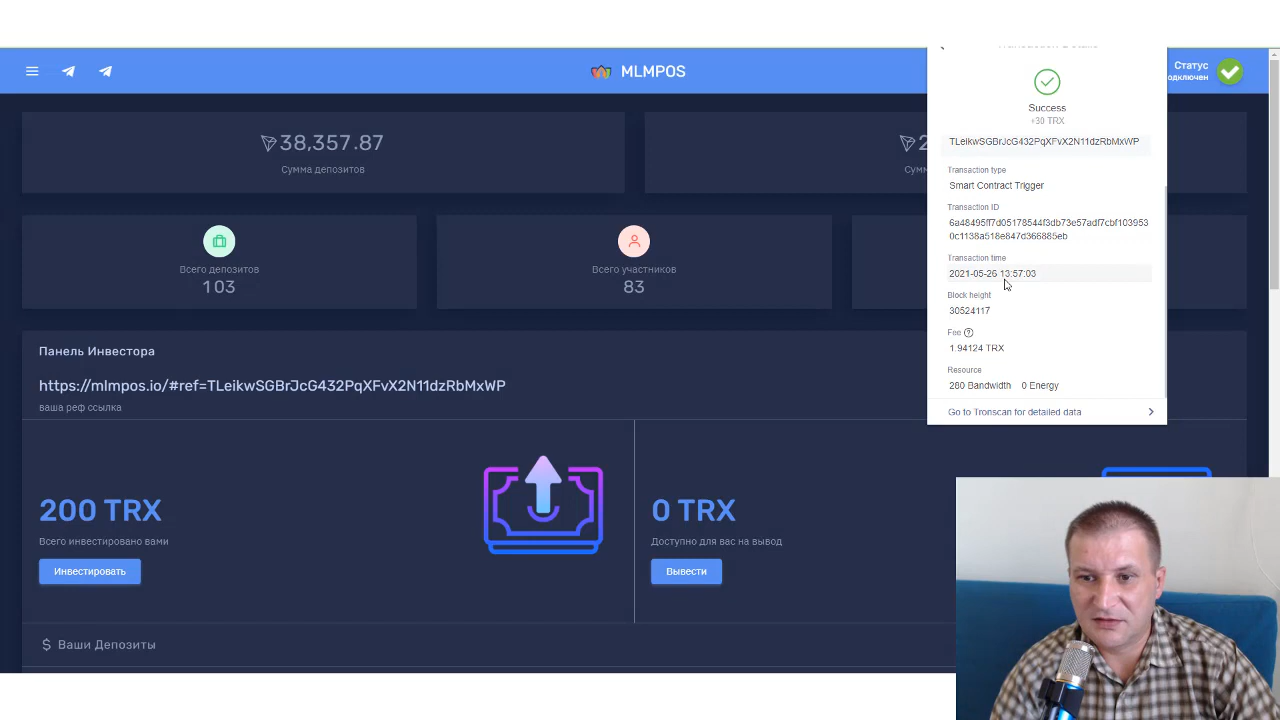 MLMPOS
Статус
одключен
38,357.87
Сумма депозитов
2
Сумм
Всего депозитов
103
Всего участников
83
Панель Инвестора
https://mlmpos.io/#ref=TLeikwSGBrJcG432PqXFvX2N11dzRbMxWP
ваша реф ссылка
200 TRX
Всего инвестировано вами
Инвестировать
0 TRX
Доступно для вас на вывод
Вывести
$ Ваши Депозиты
Success
+30 TRX
TLeikwSGBrJcG432PqXFvX2N11dzRbMxWP
Transaction type
Smart Contract Trigger
Transaction ID
6a48495ff7d05178544f3db73e57adf7cbf103953
0c1138a518e847d366885eb
Transaction time
2021-05-26 13:57:03
Block height
30524117
Fee ?
1.94124 TRX
Resource
280 Bandwidth 0 Energy
Go to Tronscan for detailed data